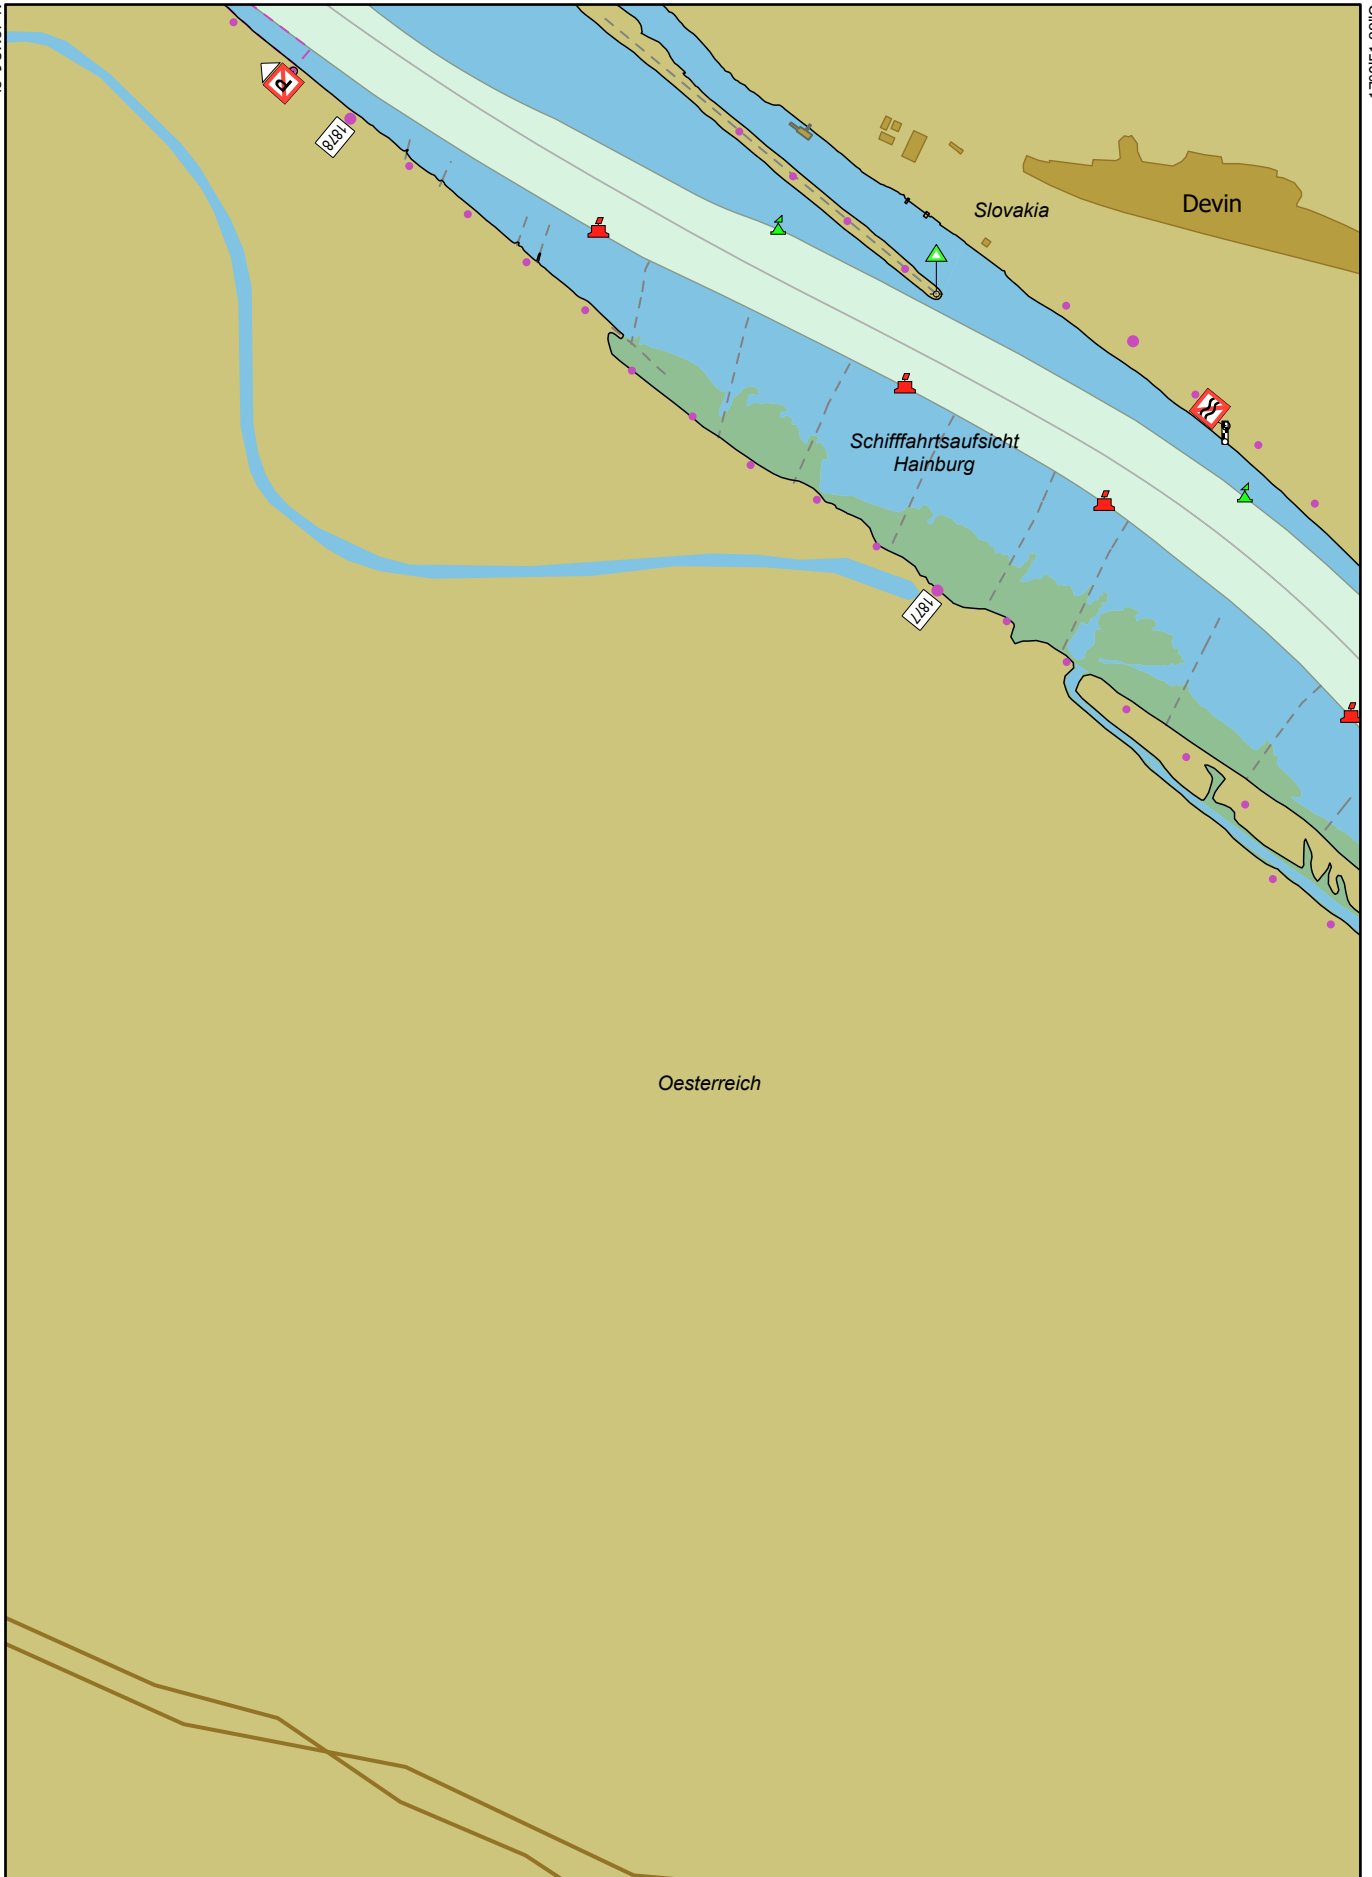 Slovakia
Devin
P
1878
Schifffahrtsaufsicht
Hainburg
1877
Oesterreich